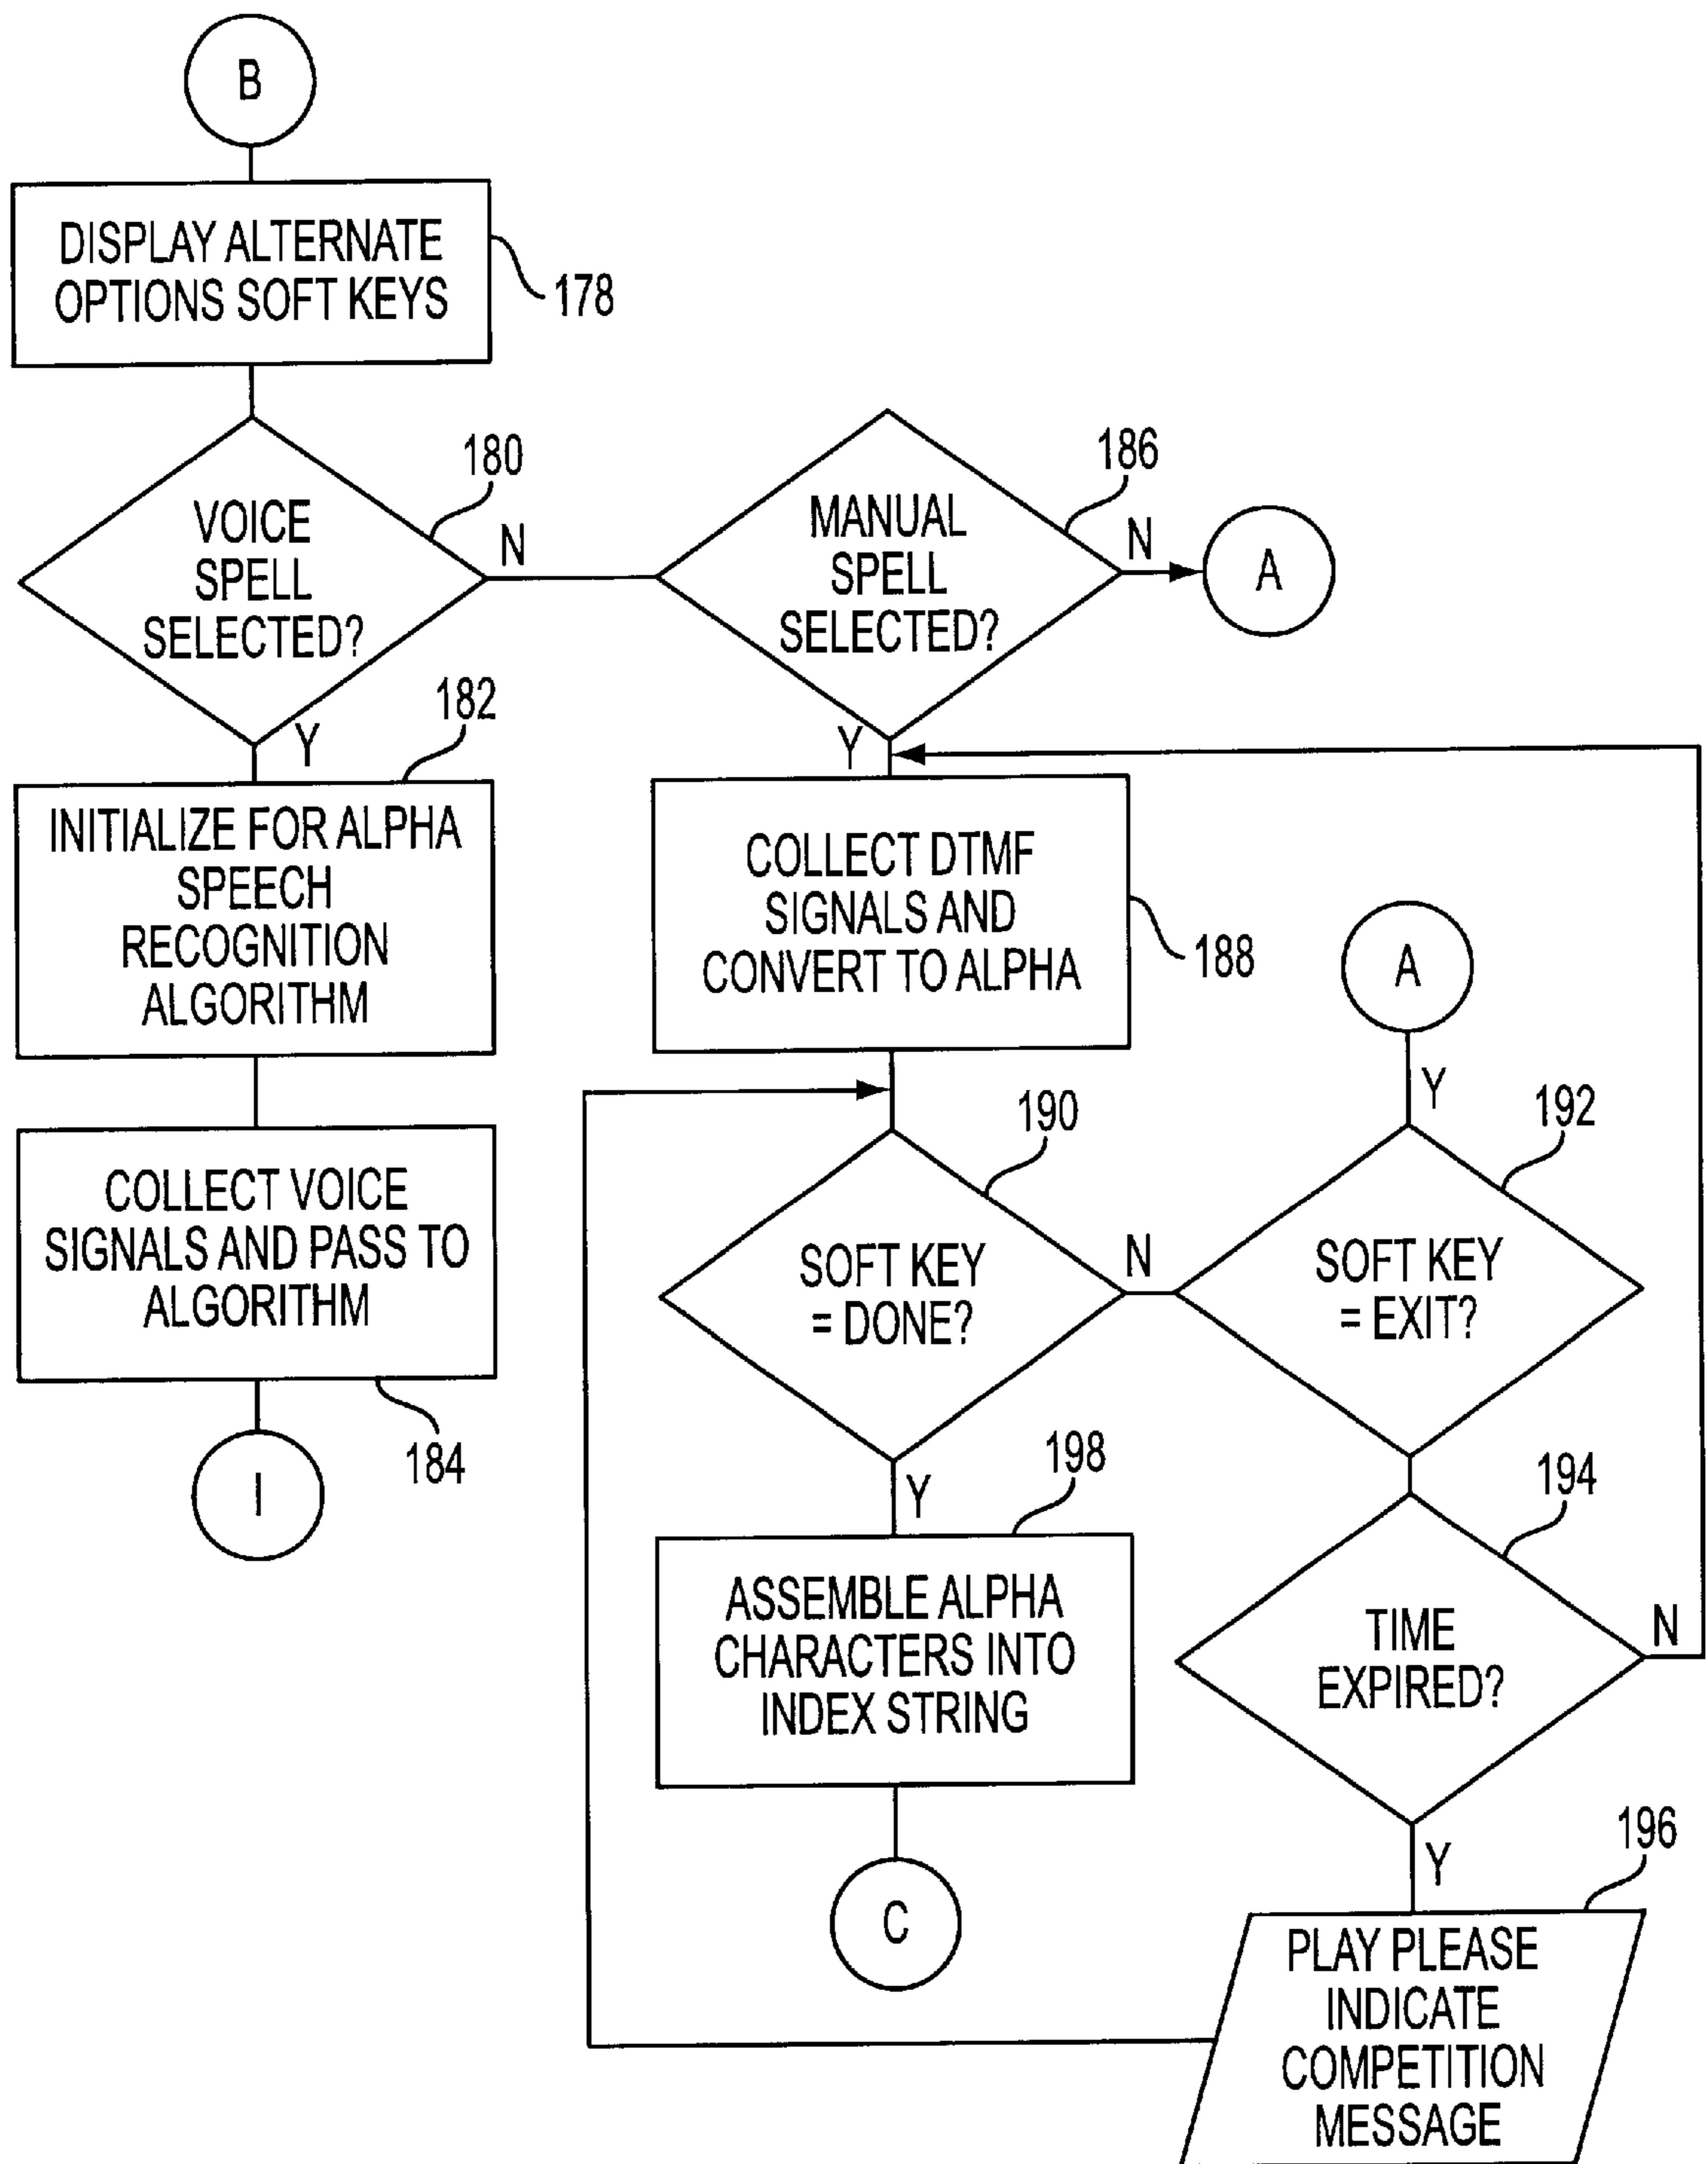 B
DISPLAY ALTERNATE
OPTIONS SOFT KEYS
178
VOICE
SPELL
SELECTED?
180
N
Y
MANUAL
SPELL
SELECTED?
186
N
A
Y
182
INITIALIZE FOR ALPHA
SPEECH
RECOGNITION
ALGORITHM
COLLECT VOICE
SIGNALS AND PASS TO
ALGORITHM
184
I
COLLECT DTMF
SIGNALS AND
CONVERT TO ALPHA
188
A
Y
190
SOFT KEY
= DONE?
N
Y
192
SOFT KEY
= EXIT?
198
ASSEMBLE ALPHA
CHARACTERS INTO
INDEX STRING
C
194
TIME
EXPIRED?
N
Y
196
PLAY PLEASE
INDICATE
COMPETITION
MESSAGE